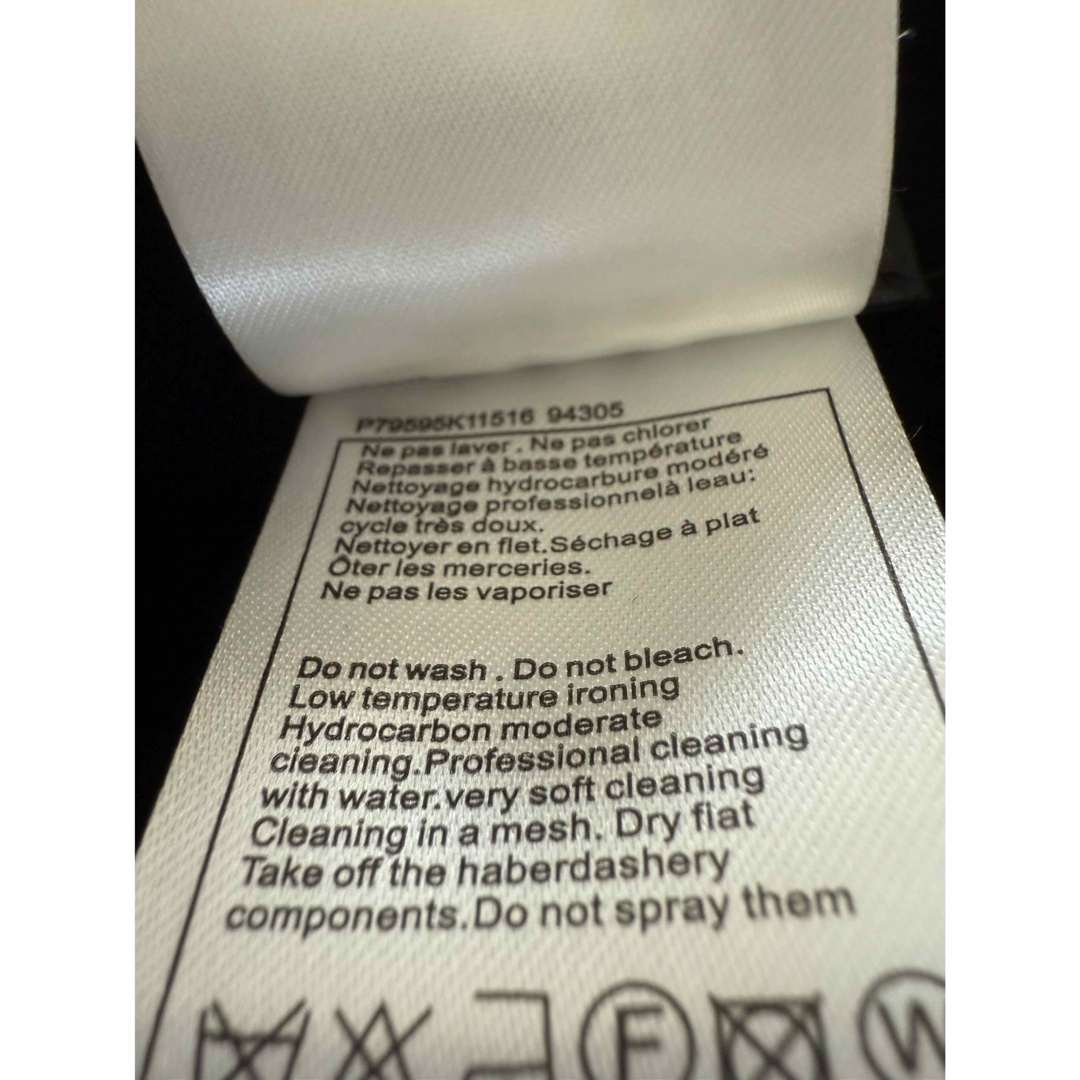 P79595K11516 94305
Ne pas laver . Ne pas chlorer
Repasser à basse température
Nettoyage hydrocarbure modéré
Nettoyage professionnelà leau:
cycle très doux.
Nettoyer en flet.Séchage à plat
Ôter les merceries.
Ne pas les vaporiser
Do not wash . Do not bleach.
Low temperature ironing
Hydrocarbon moderate
cleaning.Professional cleaning
with water.very soft cleaning
Cleaning in a mesh. Dry flat
Take off the haberdashery
components.Do not spray them
F W